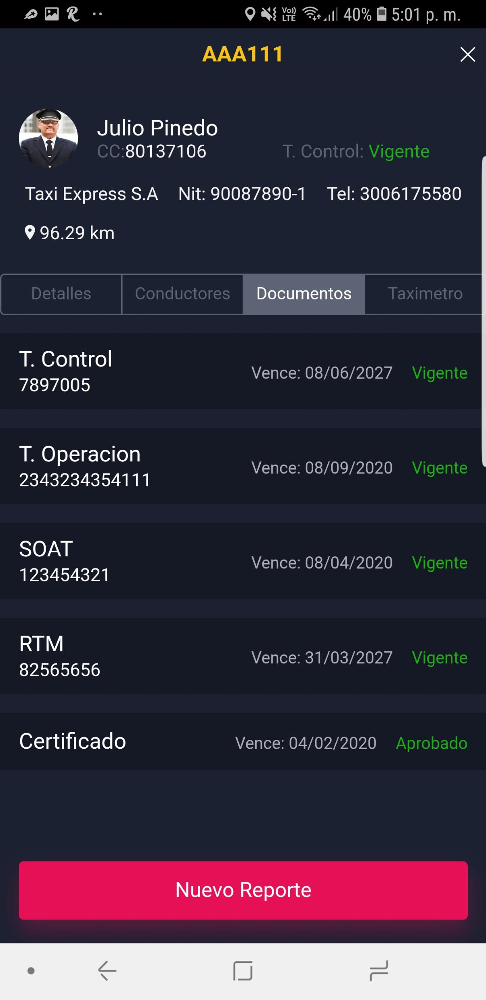 40% 5:01 p. m.
Vo)) LTE
AAA111
Julio Pinedo
CC:80137106 T. Control: Vigente
Taxi Express S.A Nit: 90087890-1 Tel: 3006175580
96.29 km
Detalles Conductores Documentos Taximetro
T. Control
7897005 Vence: 08/06/2027 Vigente
T. Operacion
2343234354111 Vence: 08/09/2020 Vigente
SOAT
123454321 Vence: 08/04/2020 Vigente
RTM
82565656 Vence: 31/03/2027 Vigente
Certificado Vence: 04/02/2020 Aprobado
Nuevo Reporte